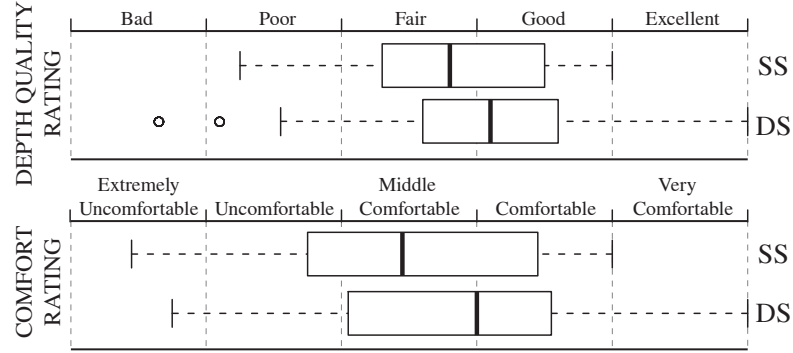 Bad Poor Fair Good Excellent
DEPTH QUALITY
RATING
SS
DS
Extremely Middle Very
Uncomfortable Uncomfortable Comfortable Comfortable Comfortable
COMFORT
RATING
SS
DS